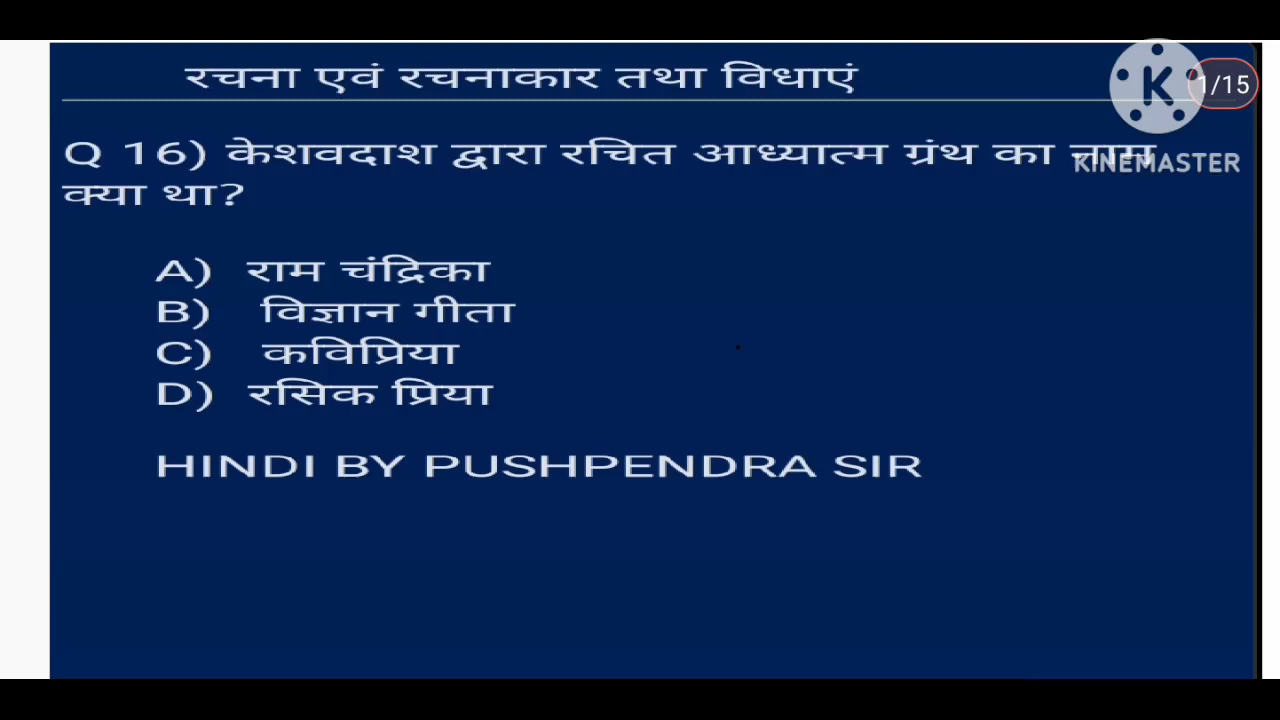 रचना एवं रचनाकार तथा विधाएं
1/15
Q 16) केशवदाश द्वारा रचित आध्यात्म ग्रंथ का नाम
क्या था?
K
KINEMASTER
A) राम चंद्रिका
B) विज्ञान गीता
C) कविप्रिया
D) रसिक प्रिया
HINDI BY PUSHPENDRA SIR